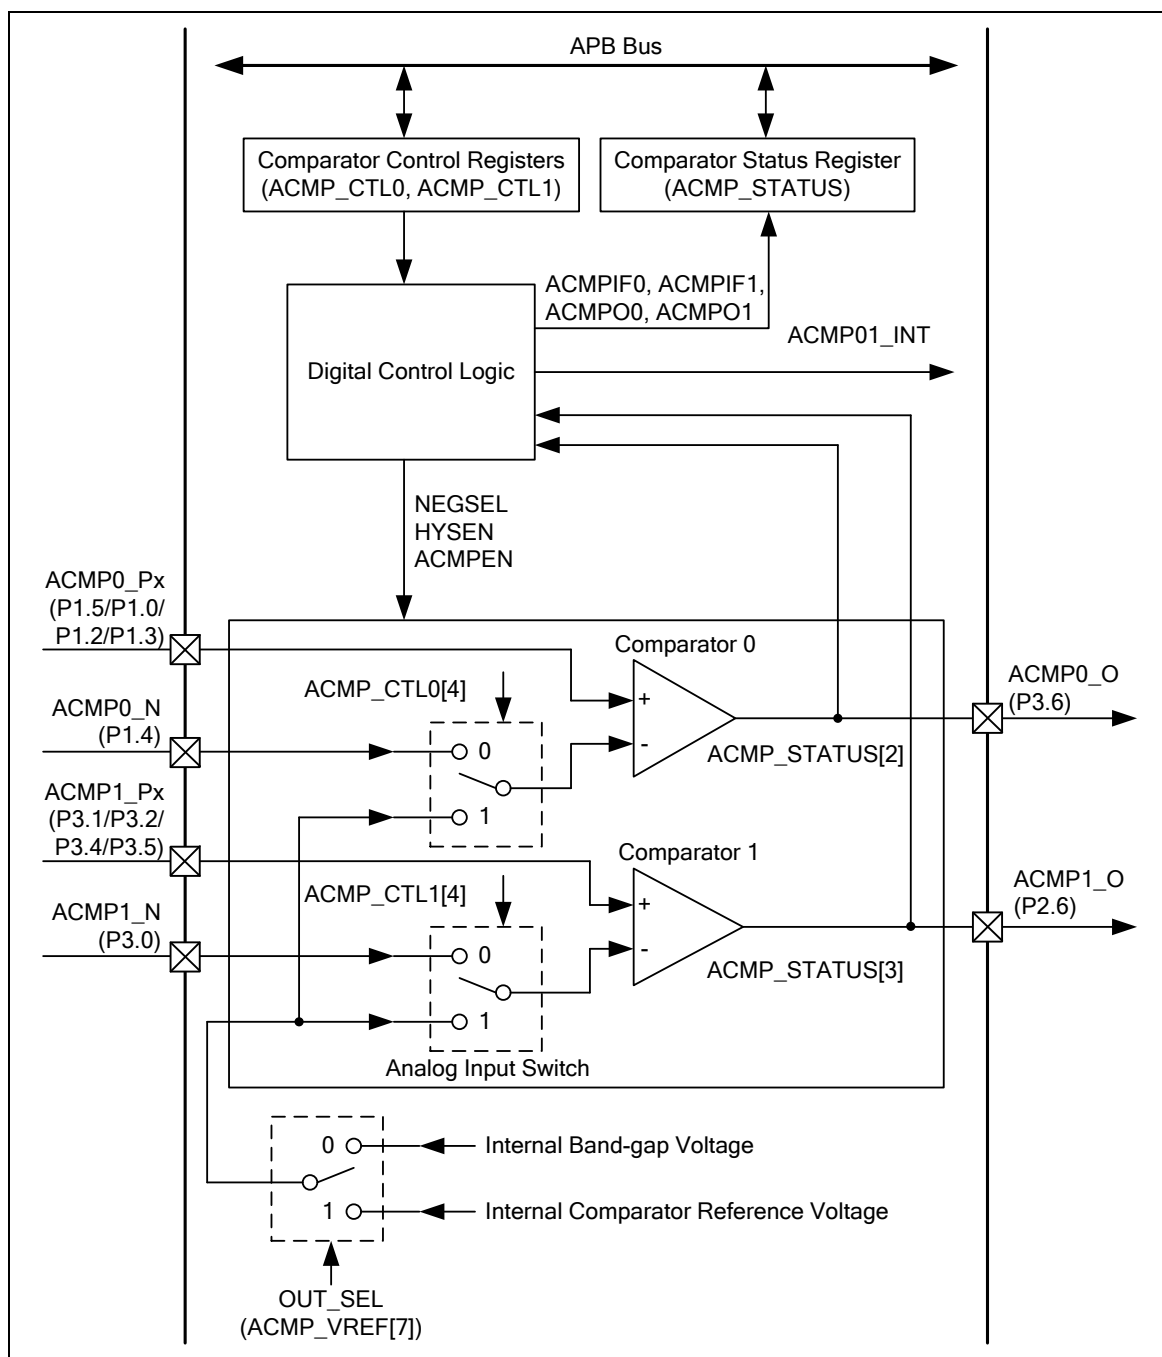 APB Bus
Comparator Control Registers
(ACMP_CTL0, ACMP_CTL1)
Comparator Status Register
(ACMP_STATUS)
ACMPIF0, ACMPIF1,
ACMPO0, ACMPO1
ACMP01_INT
Digital Control Logic
NEGSEL
HYSEN
ACMPEN
ACMP0_Px
(P1.5/P1.0/
P1.2/P1.3)
Comparator 0
ACMP_CTL0[4]
ACMP0_O
(P3.6)
ACMP0_N
(P1.4)
+
-
0
1
ACMP_STATUS[2]
ACMP1_Px
(P3.1/P3.2/
P3.4/P3.5)
Comparator 1
ACMP_CTL1[4]
ACMP1_O
(P2.6)
ACMP1_N
(P3.0)
+
-
0
1
ACMP_STATUS[3]
Analog Input Switch
0
Internal Band-gap Voltage
1
Internal Comparator Reference Voltage
OUT_SEL
(ACMP_VREF[7])